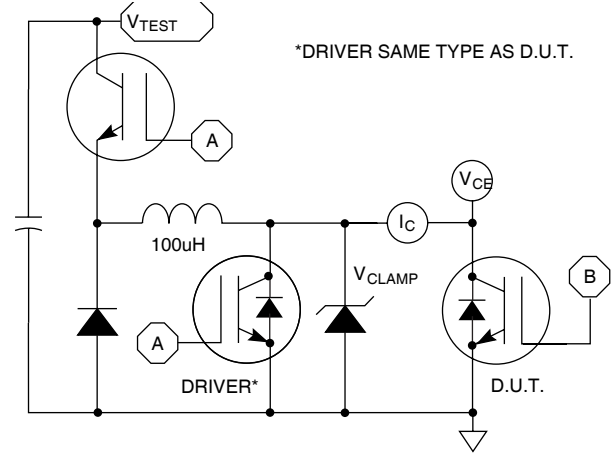 VTEST
*DRIVER SAME TYPE AS D.U.T.
A
VCE
IC
100uH
VCLAMP
B
A
DRIVER*
D.U.T.